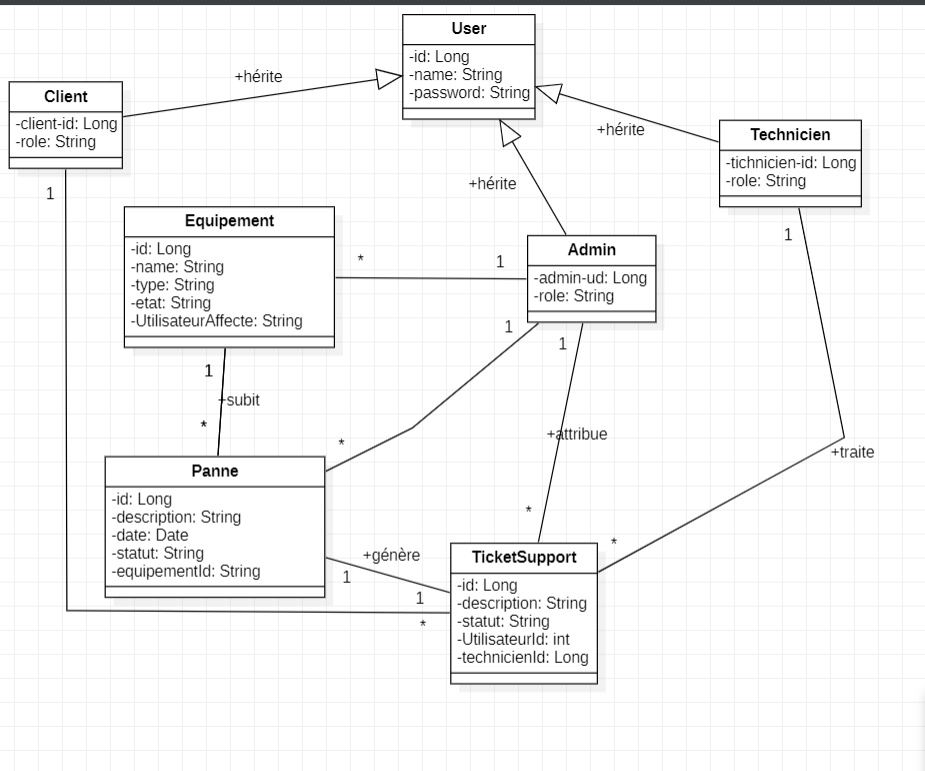 User
-id: Long
-name: String
-password: String
+hérite
Client
-client-id: Long
-role: String
+hérite
Technicien
-tichnicien-id: Long
-role: String
+hérite
1
Equipement
-id: Long
-name: String
-type: String
-etat: String
-UtilisateurAffecte: String
*
1
Admin
-admin-ud: Long
-role: String
1
1
1
1
+subit
*
*
+attribue
+traite
Panne
-id: Long
-description: String
-date: Date
-statut: String
-equipementId: String
*
*
+génère
1
1
*
TicketSupport
-id: Long
-description: String
-statut: String
-UtilisateurId: int
-technicienId: Long